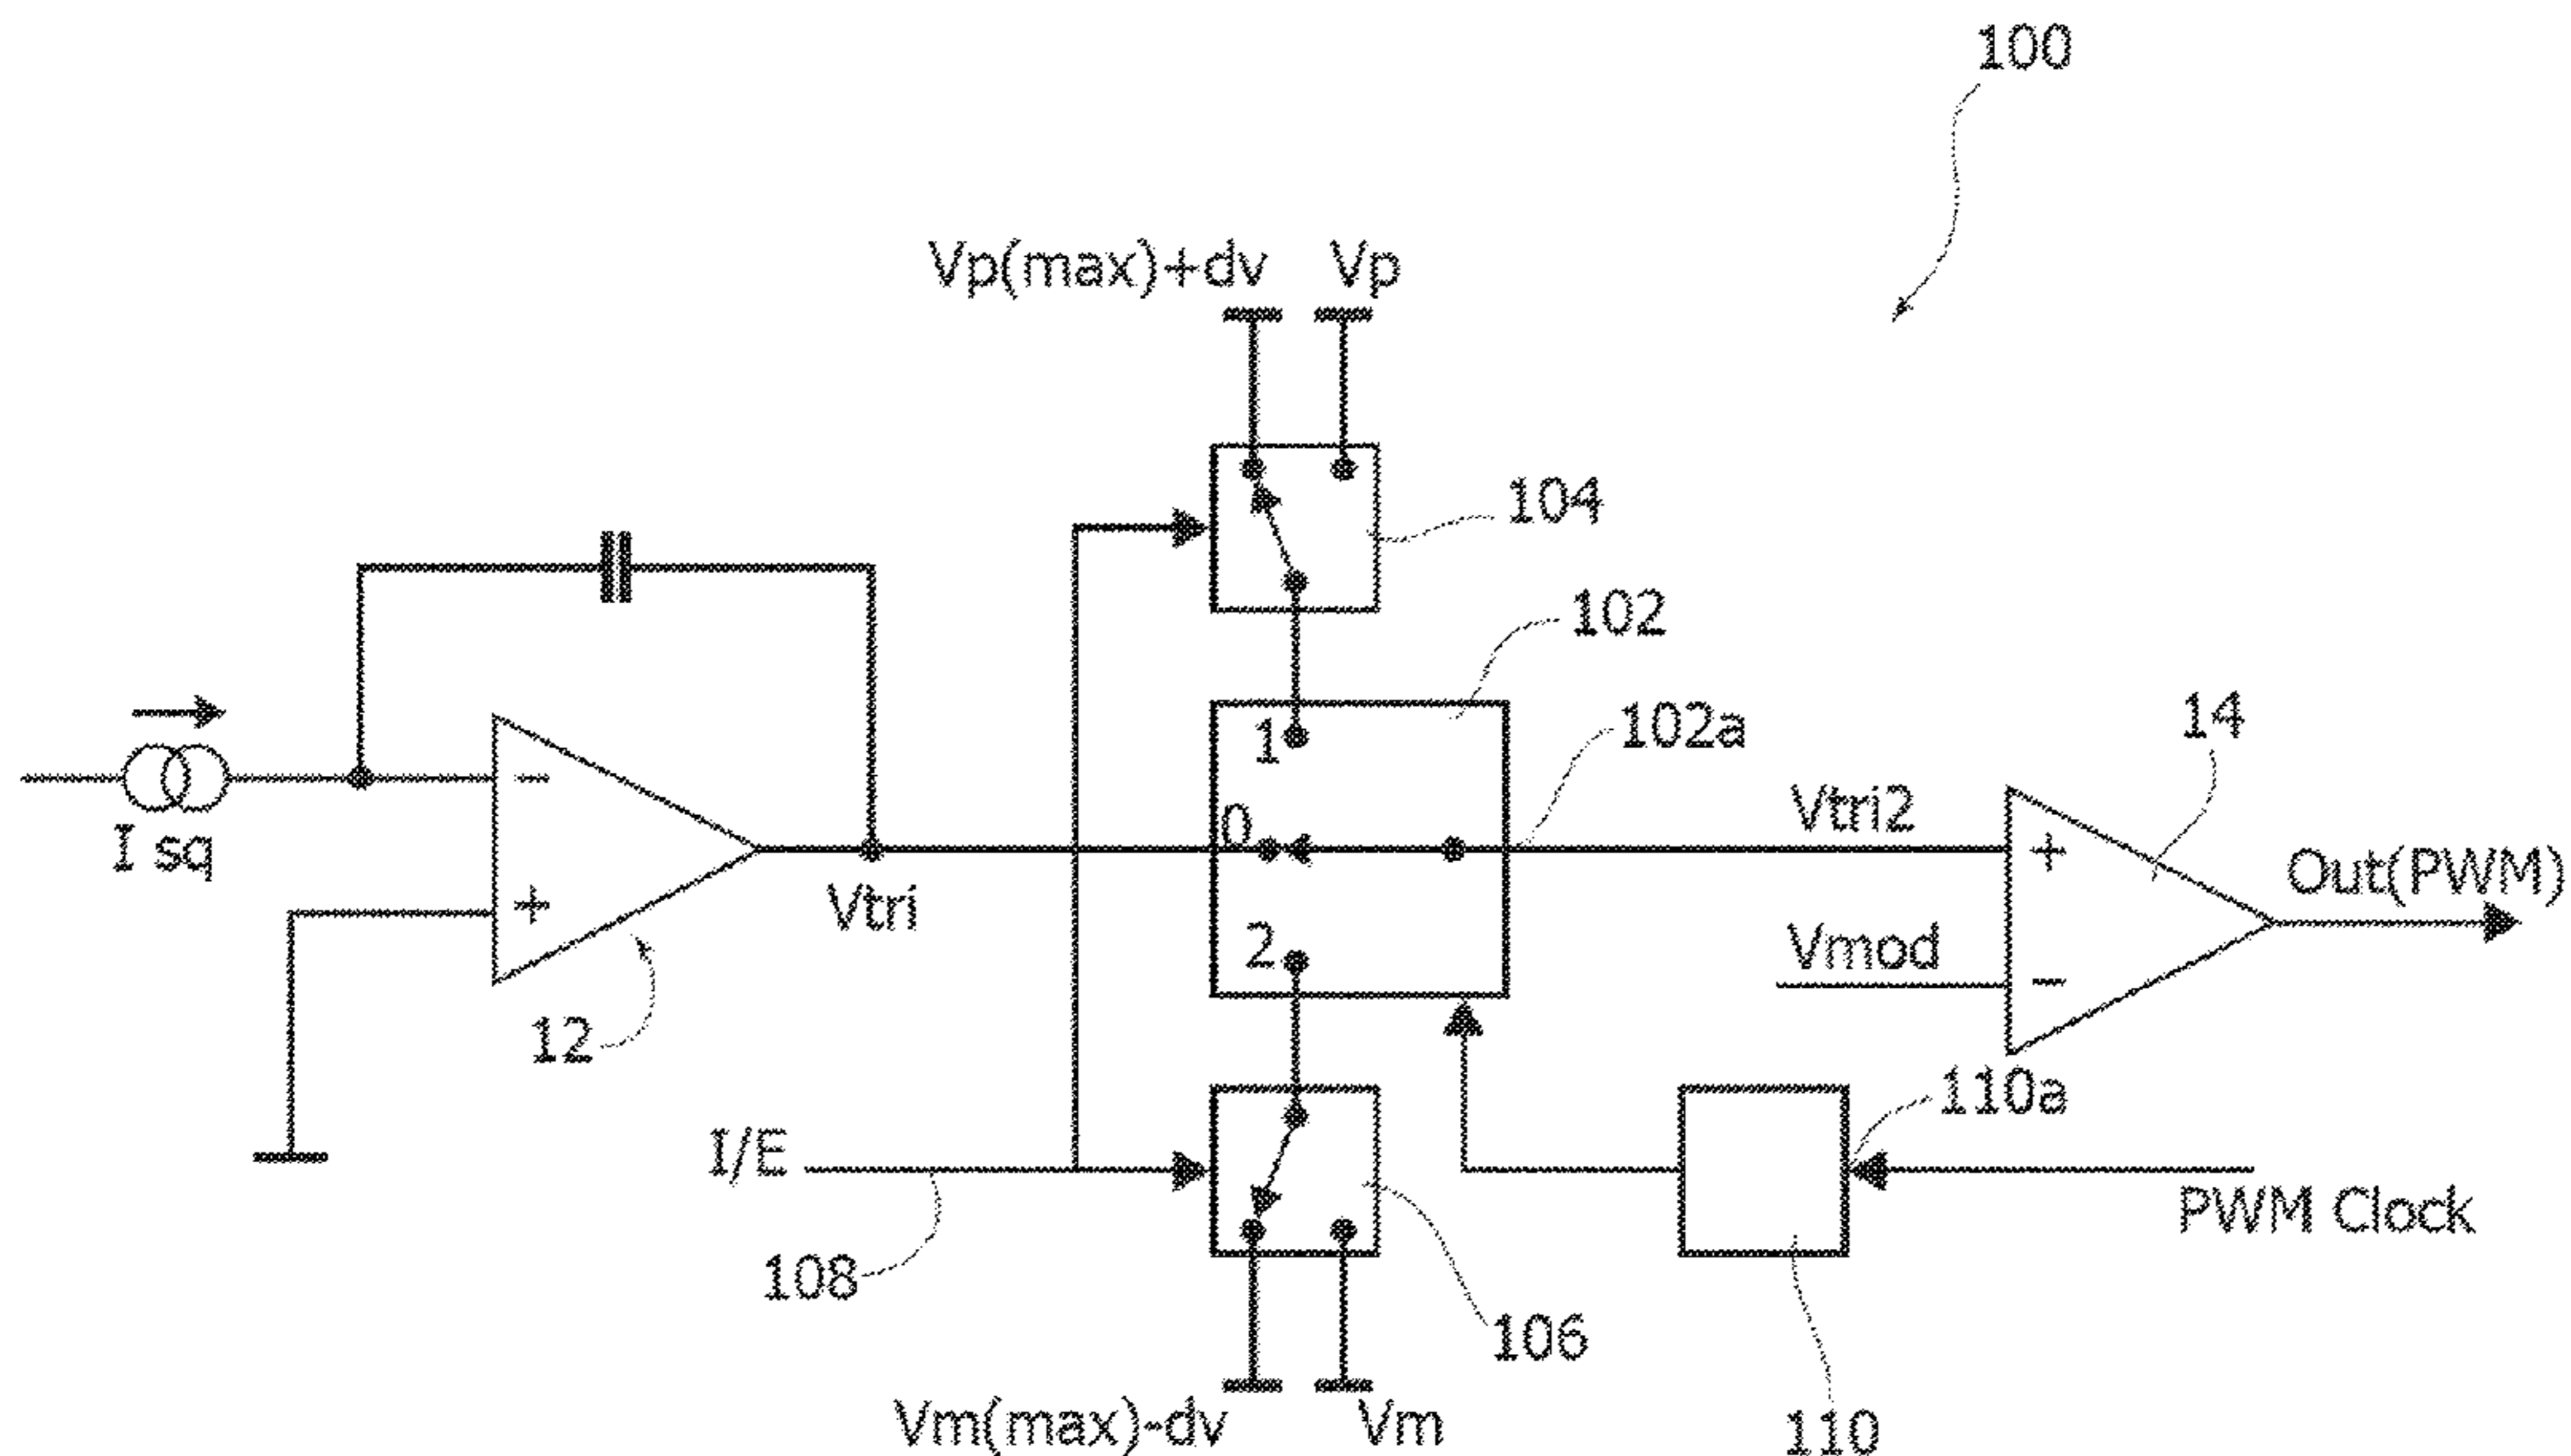 100
Vp(max)+dv Vp
104
102
1
102a
14
I sq
−
+
Vtri
0
Vtri2
+
Out(PWM)
2
Vmod
−
12
110a
I/E
PWM Clock
108
106
Vm(max)-dv Vm
110